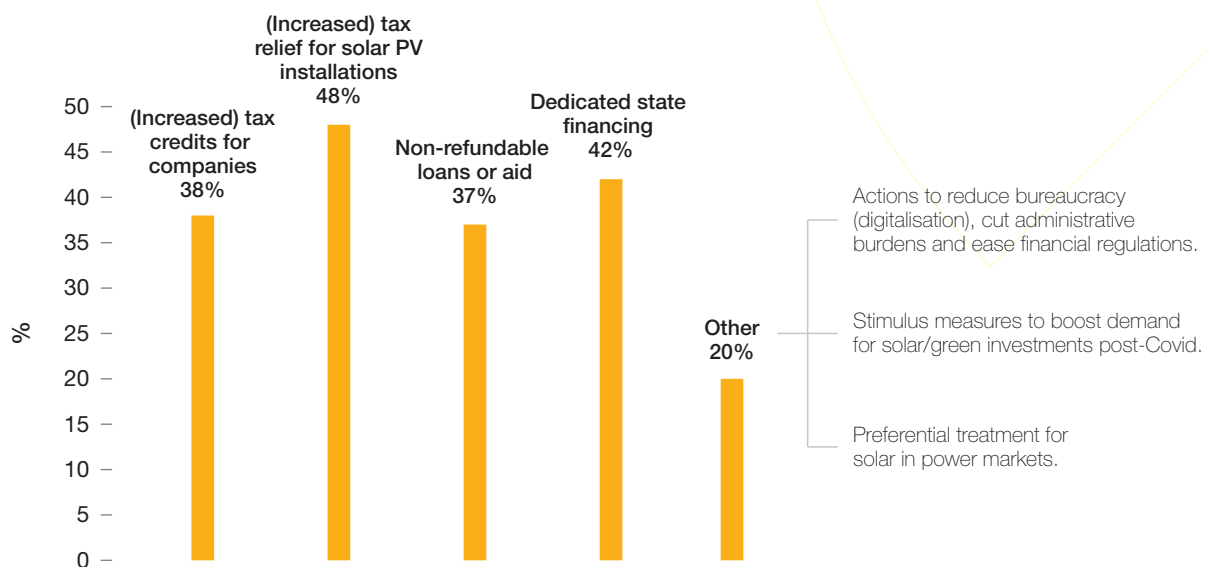 (Increased) tax
relief for solar PV
installations
48%
(Increased) tax
credits for
companies
38%
Non-refundable
loans or aid
37%
Dedicated state
financing
42%
Other
20%
50
45
40
35
30
25
20
15
10
5
0
%
Actions to reduce bureaucracy
(digitalisation), cut administrative
burdens and ease financial regulations.
Stimulus measures to boost demand
for solar/green investments post-Covid.
Preferential treatment for
solar in power markets.